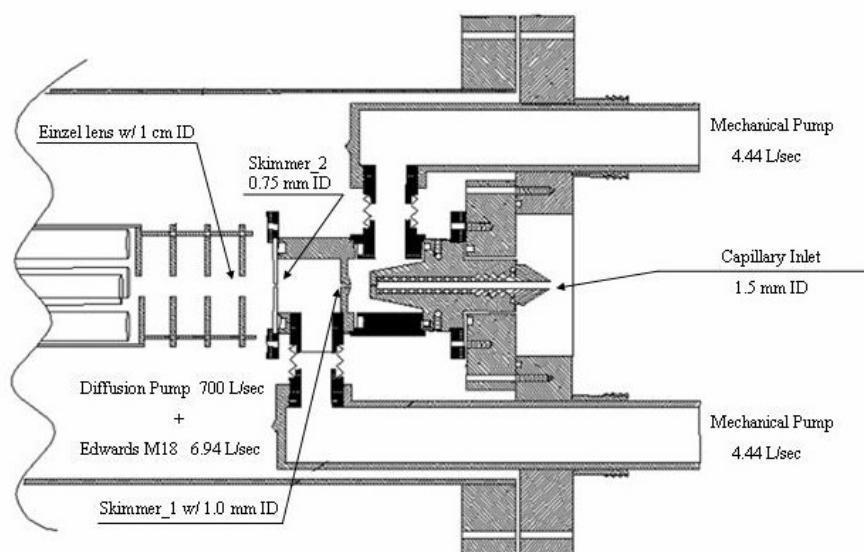 Einzel lens w/ 1 cm ID
Skimmer_2
0.75 mm ID
Mechanical Pump
4.44 L/sec
Capillary Inlet
1.5 mm ID
Diffusion Pump 700 L/sec
+
Edwards M18 6.94 L/sec
Mechanical Pump
4.44 L/sec
Skimmer_1 w/ 1.0 mm ID